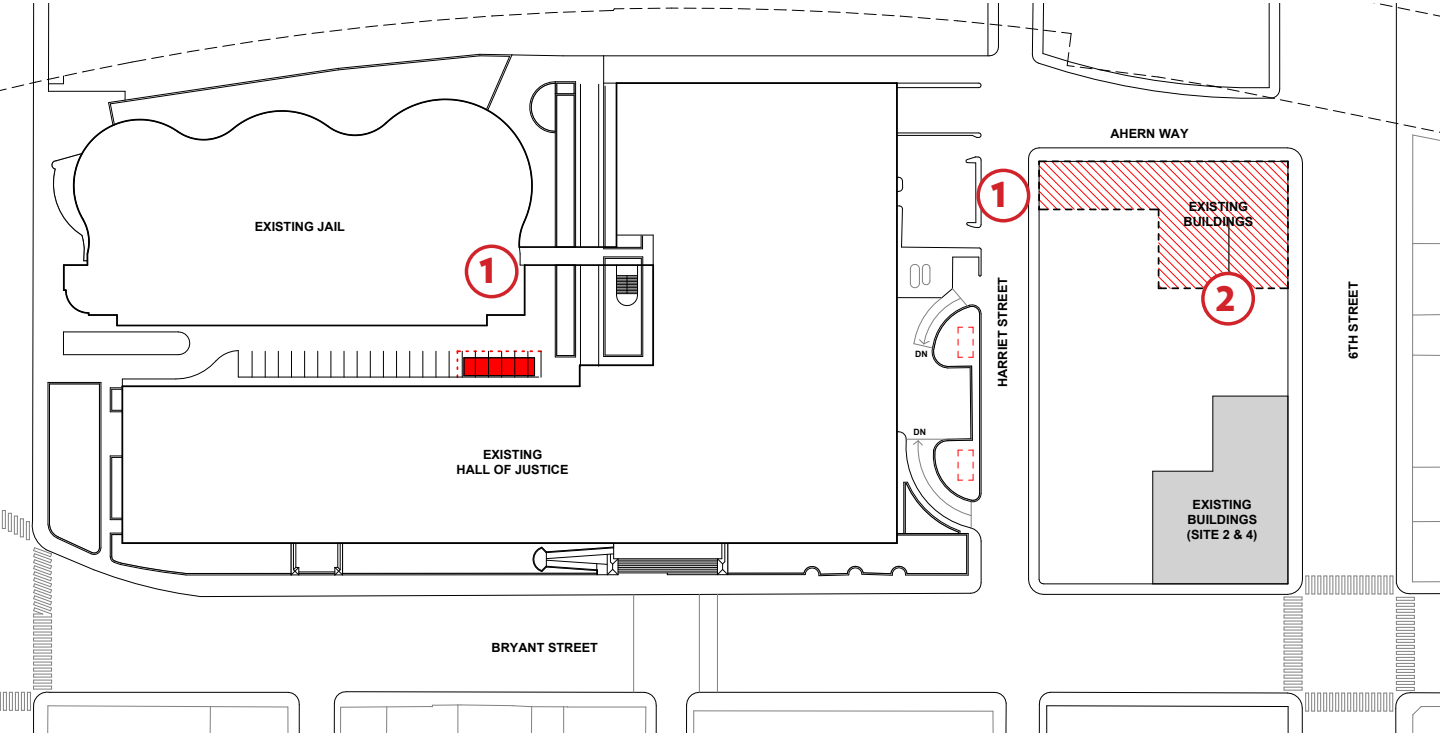 AHERN WAY
1
EXISTING
BUILDINGS
EXISTING JAIL
1
2
HARRIET STREET
6TH STREET
DN
DN
EXISTING
HALL OF JUSTICE
EXISTING
BUILDINGS
(SITE 2 & 4)
BRYANT STREET